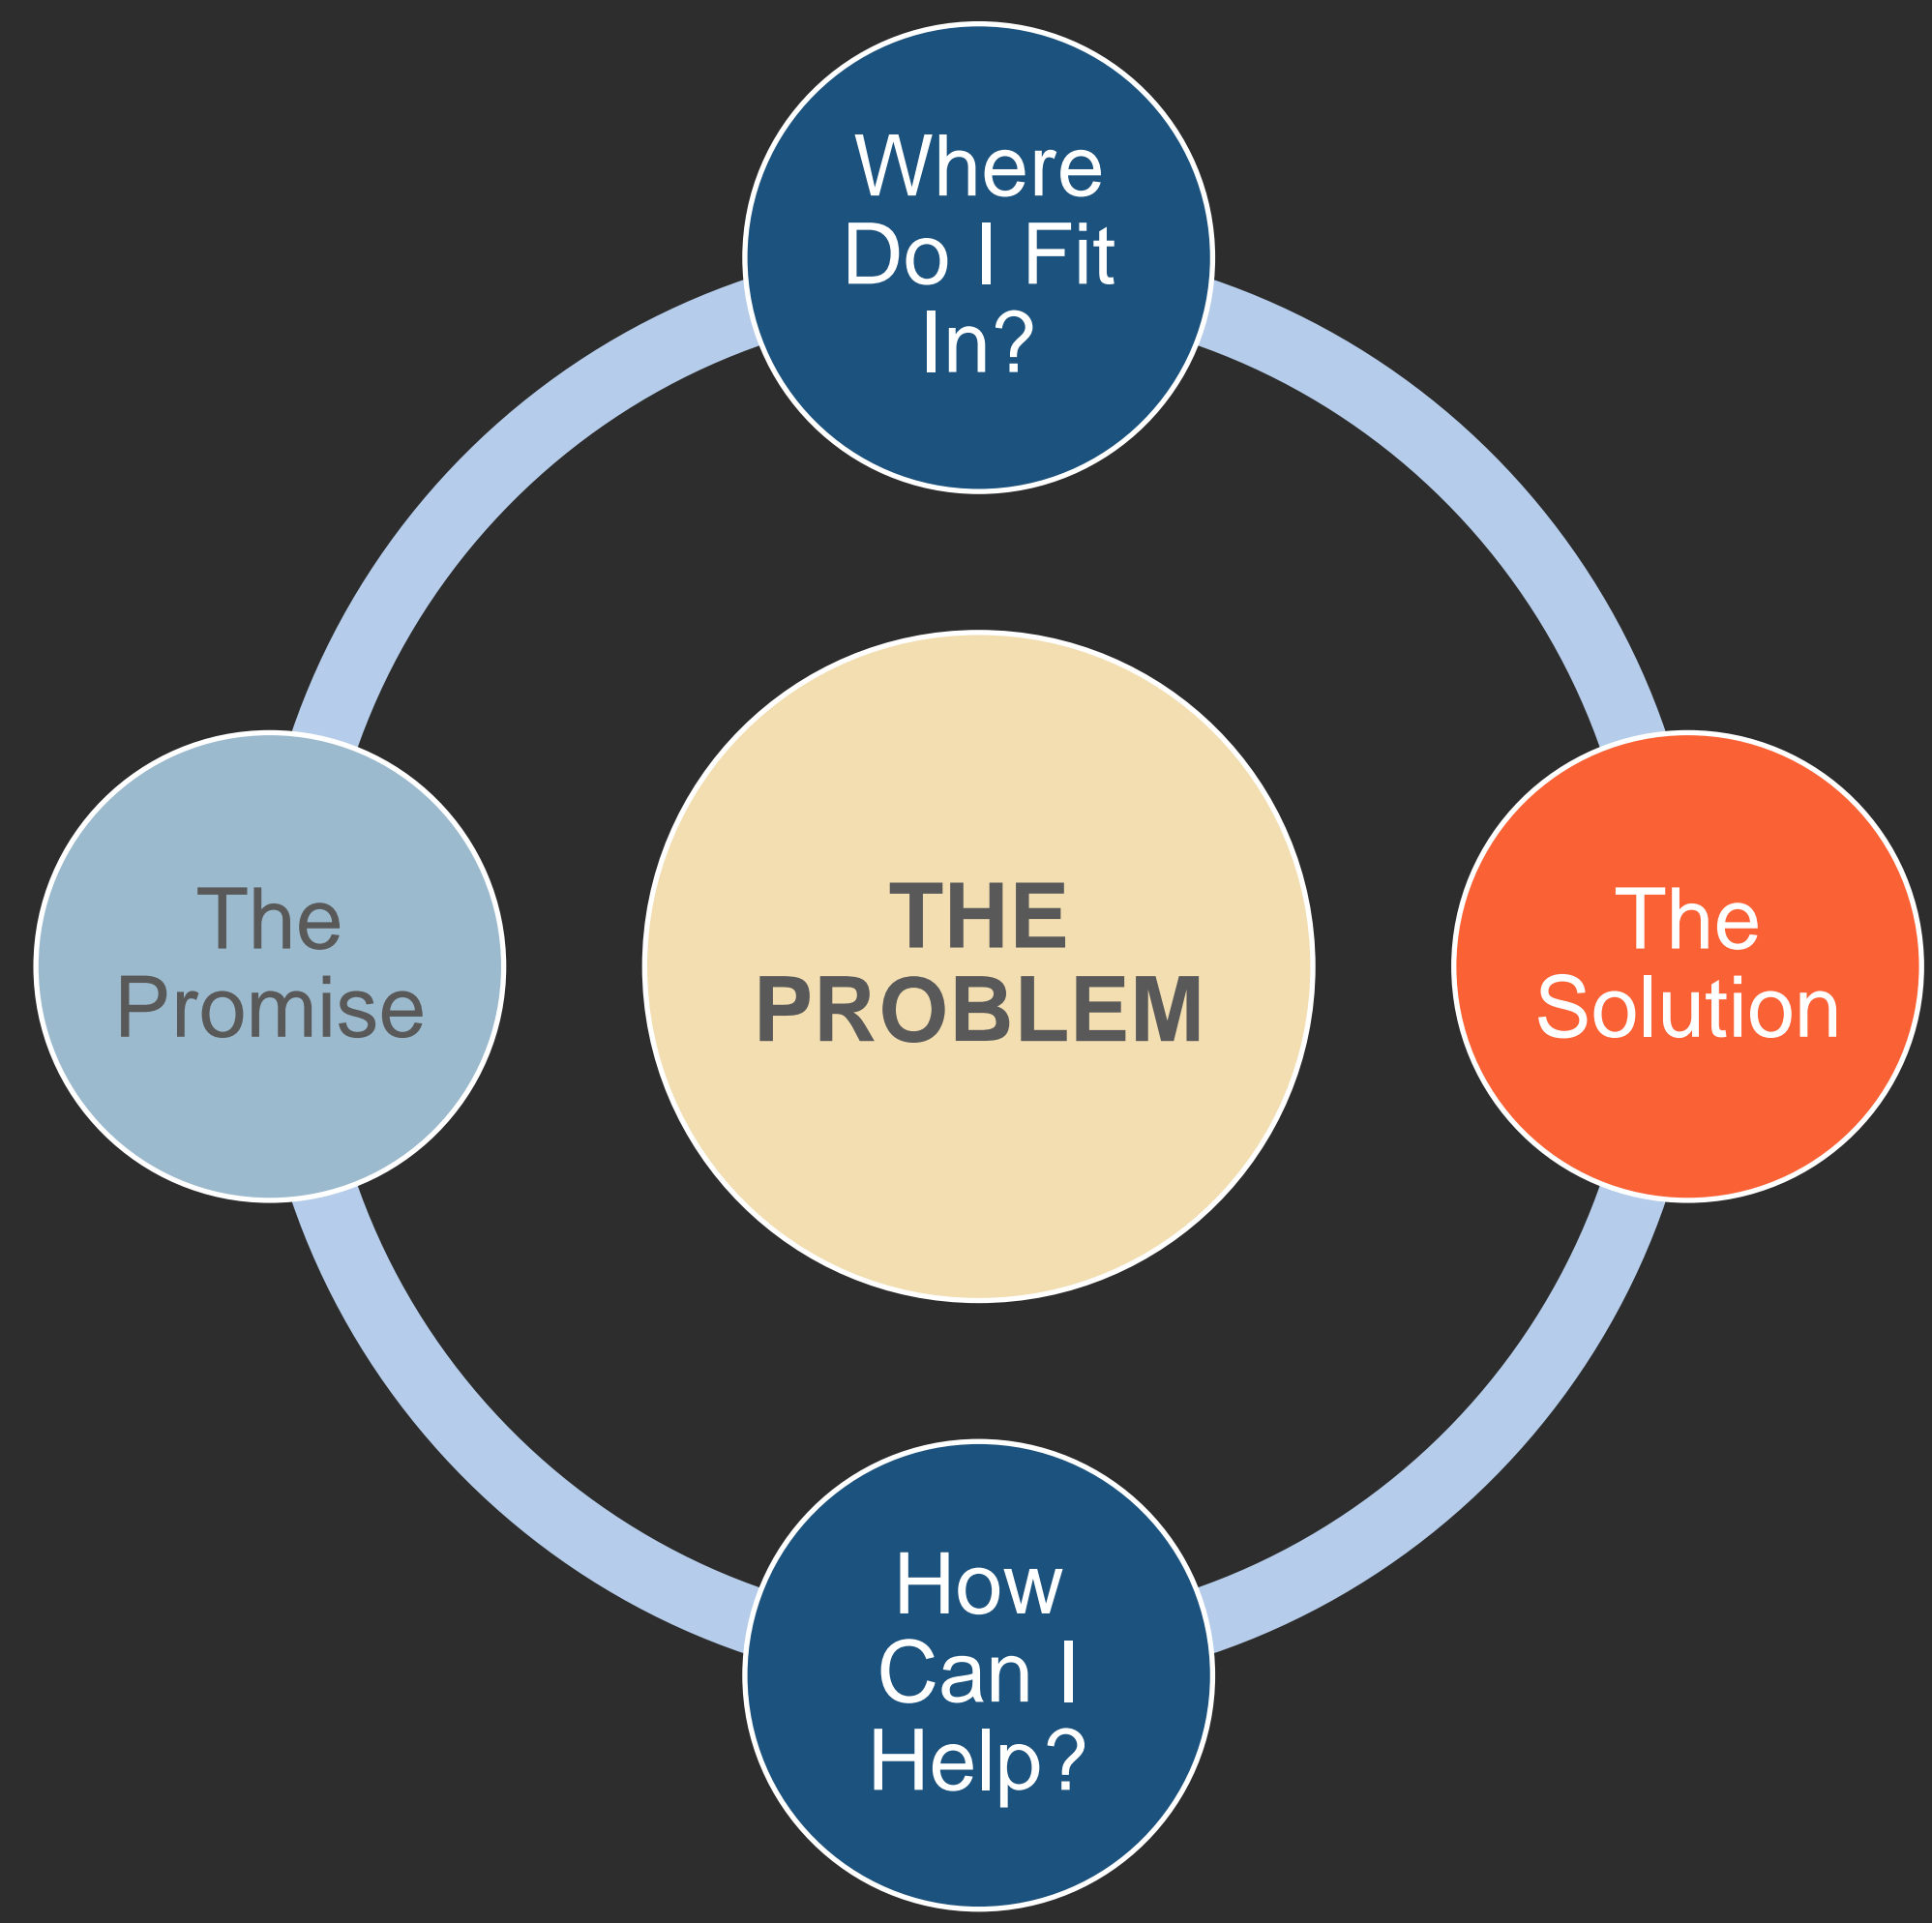 Where
Do I Fit
In?
The
Promise
THE
PROBLEM
The
Solution
How
Can I
Help?